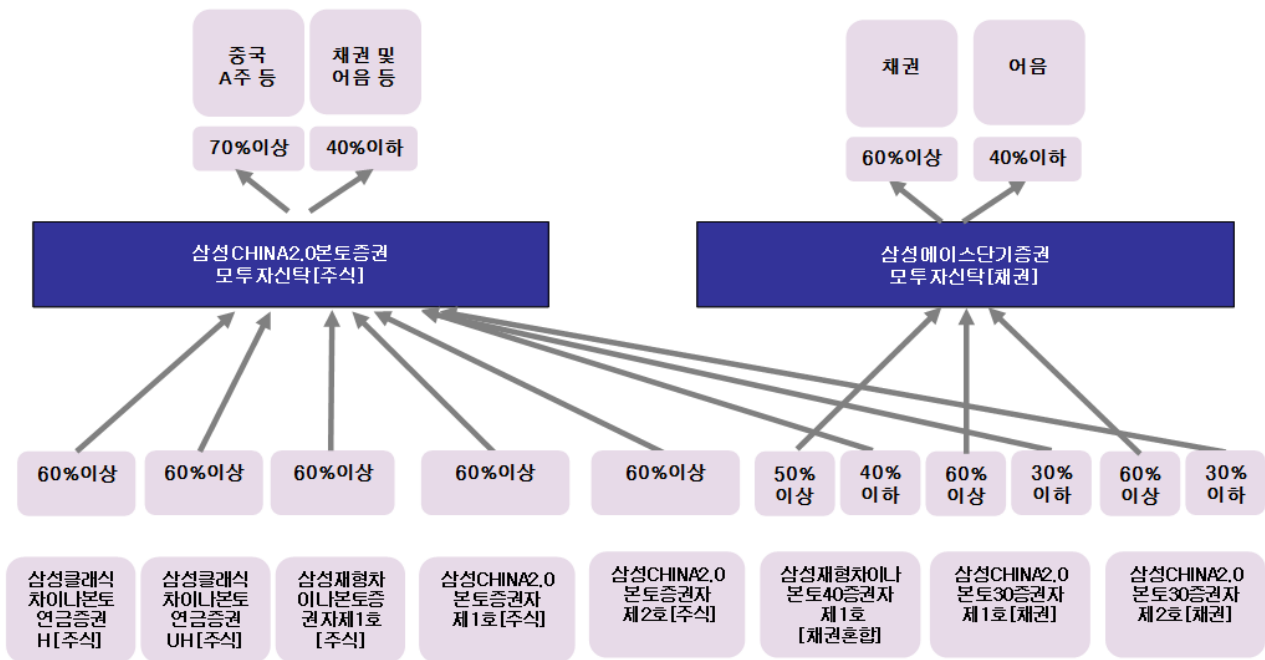 중국
A주 등
채권 및
어음 등
채권
어음
70%이상
40%이하
60%이상
40%이하
삼성CHINA2.0본토증권
모투자신탁[주식]
삼성에이스단기증권
모투자신탁[채권]
60%이상
60%이상
60%이상
60%이상
60%이상
50%
이상
40%
이하
60%
이상
30%
이하
60%
이상
30%
이하
삼성클래식
차이나본토
연금증권
H[주식]
삼성클래식
차이나본토
연금증권
UH[주식]
삼성재형차
이나본토증
권자제1호
[주식]
삼성CHINA2.0
본토증권자
제1호[주식]
삼성CHINA2.0
본토증권자
제2호[주식]
삼성재형차이나
본토40증권자
제1호
[채권혼합]
삼성CHINA2.0
본토30증권자
제1호[채권]
삼성CHINA2.0
본토30증권자
제2호[채권]